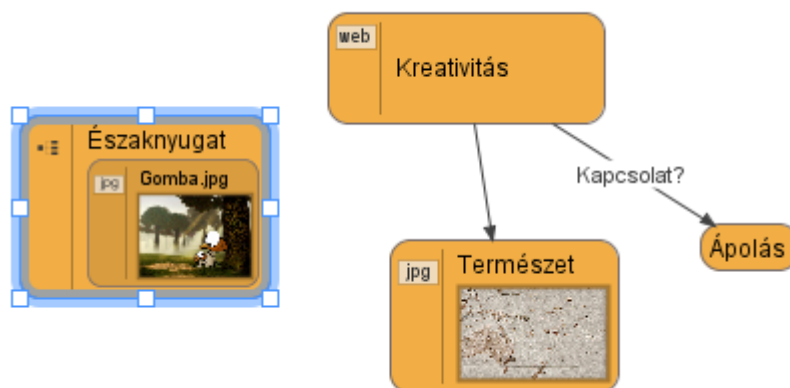 web
Kreativitás
Északnyugat
jpg
Gomba.jpg
Kapcsolat?
Ápolás
jpg
Természet